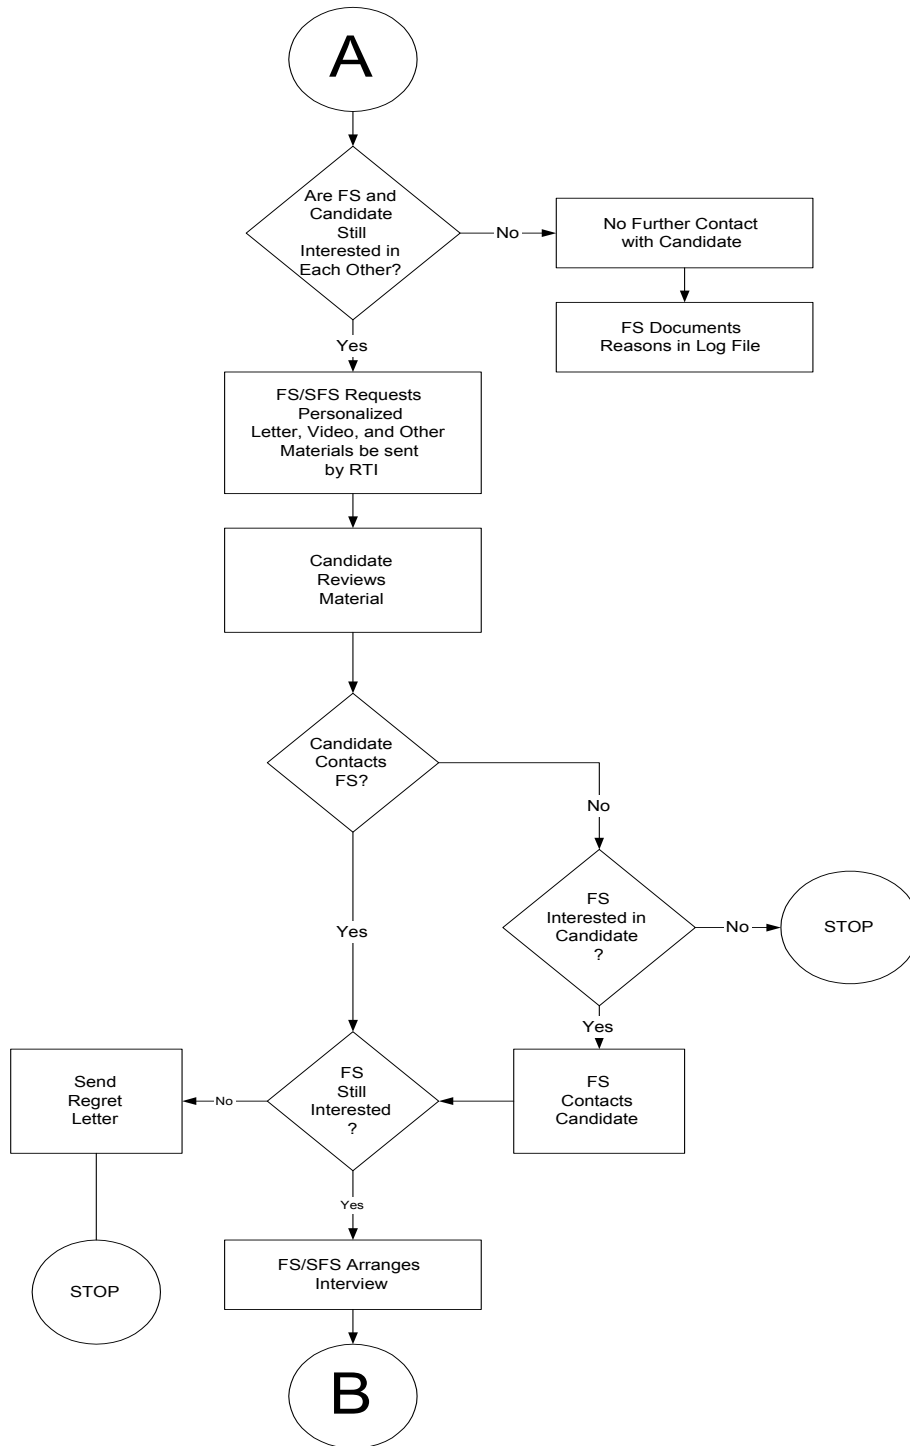 A
Are FS and
Candidate
Still
Interested in
Each Other?
No
No Further Contact
with Candidate
FS Documents
Reasons in Log File
Yes
FS/SFS Requests
Personalized
Letter, Video, and Other
Materials be sent
by RTI
Candidate
Reviews
Material
Candidate
Contacts
FS?
No
Yes
FS
Interested in
Candidate
?
No
STOP
Yes
FS
Contacts
Candidate
FS
Still
Interested
?
No
Send
Regret
Letter
STOP
Yes
FS/SFS Arranges
Interview
B